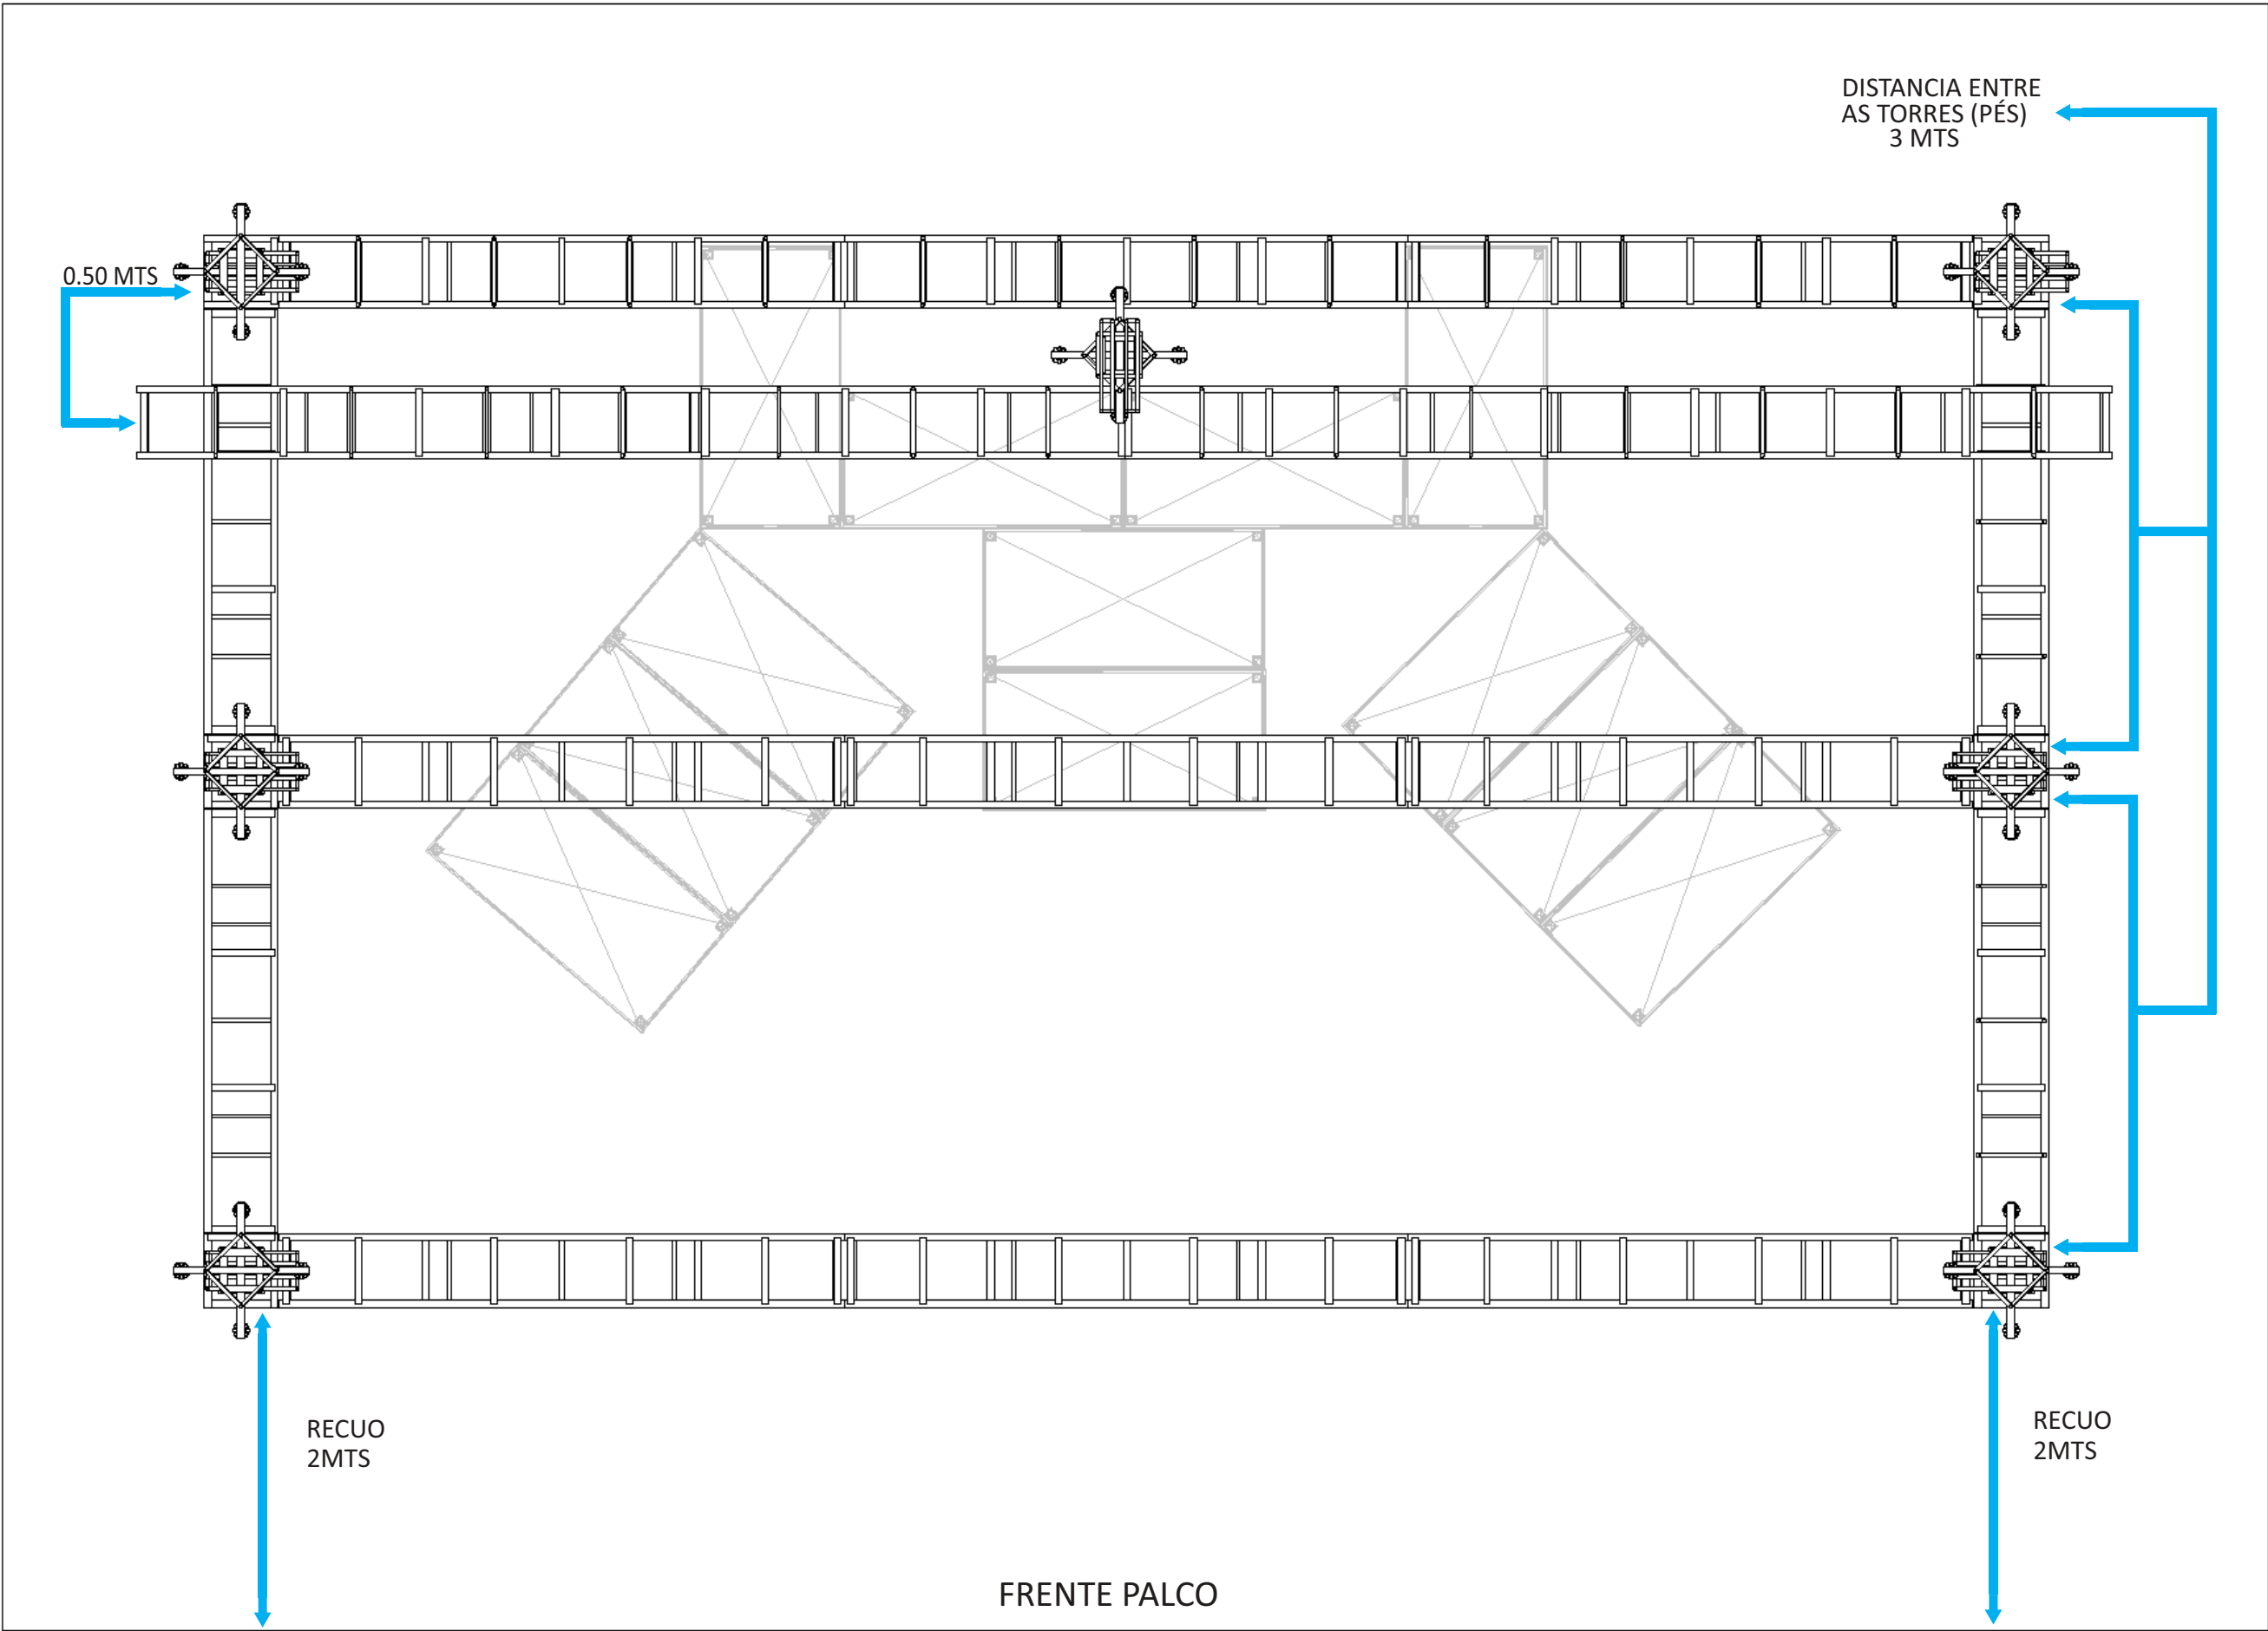 DISTANCIA ENTRE
AS TORRES (PÉS)
3 MTS
0.50 MTS
RECUO
2MTS
RECUO
2MTS
FRENTE PALCO